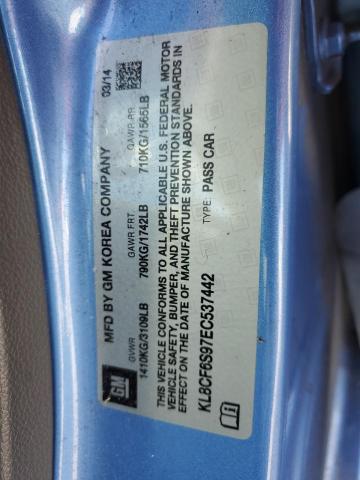 GM
MFD BY GM KOREA COMPANY
03/14
GVWR
GAWR FRT
GAWR RR
1410KG/3109LB
790KG/1742LB
710KG/1565LB
THIS VEHICLE CONFORMS TO ALL APPLICABLE U.S. FEDERAL MOTOR
VEHICLE SAFETY, BUMPER, AND THEFT PREVENTION STANDARDS IN
EFFECT ON THE DATE OF MANUFACTURE SHOWN ABOVE.
KL8CF6S97EC537442
TYPE: PASS CAR